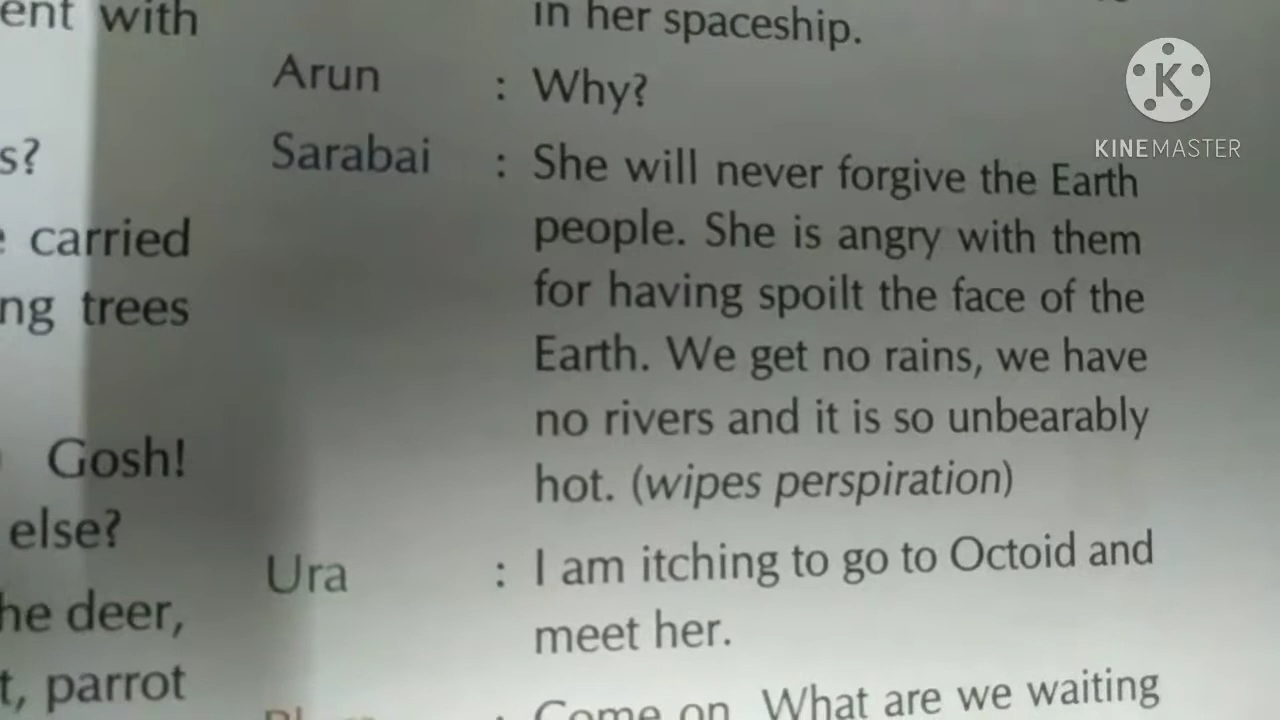 ent with
s?
carried
ng trees
Gosh!
else?
he deer,
t, parrot
in her spaceship.
Arun : Why?
Sarabai : She will never forgive the Earth
people. She is angry with them
for having spoilt the face of the
Earth. We get no rains, we have
no rivers and it is so unbearably
hot. (wipes perspiration)
Ura : I am itching to go to Octoid and
meet her.
: Come on. What are we waiting
K
KINEMASTER